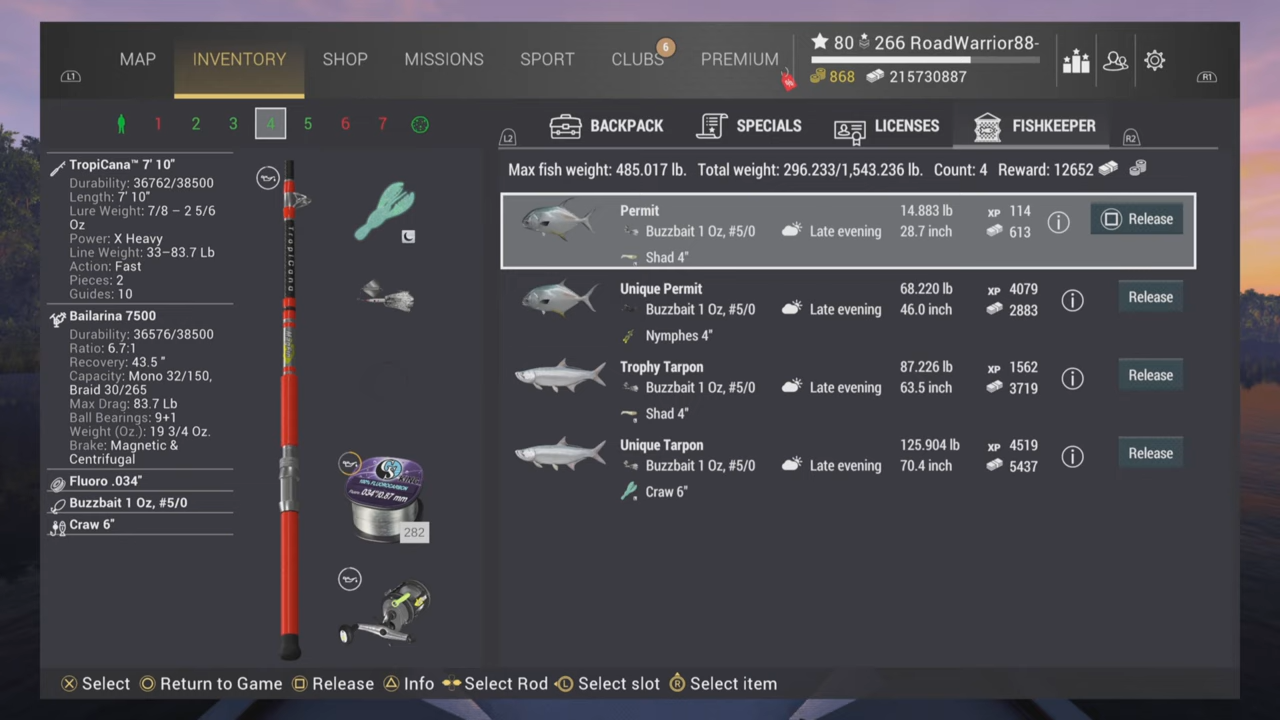 MAP INVENTORY SHOP MISSIONS SPORT CLUBS 6 PREMIUM
80 266 RoadWarrior88-
868 215730887
L1 R1
1 2 3 4 5 6 7
L2 BACKPACK SPECIALS LICENSES FISHKEEPER R2
Max fish weight: 485.017 lb. Total weight: 296.233/1,543.236 lb. Count: 4 Reward: 12652
TropiCana™ 7' 10"
Durability: 36762/38500
Length: 7' 10"
Lure Weight: 7/8 – 2 5/6
Oz
Power: X Heavy
Line Weight: 33–83.7 Lb
Action: Fast
Pieces: 2
Guides: 10
Bailarina 7500
Durability: 36576/38500
Ratio: 6.7:1
Recovery: 43.5 "
Capacity: Mono 32/150,
Braid 30/265
Max Drag: 83.7 Lb
Ball Bearings: 9+1
Weight (Oz.): 19 3/4 Oz.
Brake: Magnetic &
Centrifugal
Fluoro .034"
Buzzbait 1 Oz, #5/0
Craw 6"
TropiCana
100% FLUOROCARBON
.034"/0.87 mm
282
Permit 14.883 lb XP 114
Buzzbait 1 Oz, #5/0 Late evening 28.7 inch 613 Release
Shad 4"
Unique Permit 68.220 lb XP 4079
Buzzbait 1 Oz, #5/0 Late evening 46.0 inch 2883 Release
Nymphes 4"
Trophy Tarpon 87.226 lb XP 1562
Buzzbait 1 Oz, #5/0 Late evening 63.5 inch 3719 Release
Shad 4"
Unique Tarpon 125.904 lb XP 4519
Buzzbait 1 Oz, #5/0 Late evening 70.4 inch 5437 Release
Craw 6"
Select Return to Game Release Info Select Rod L Select slot R Select item